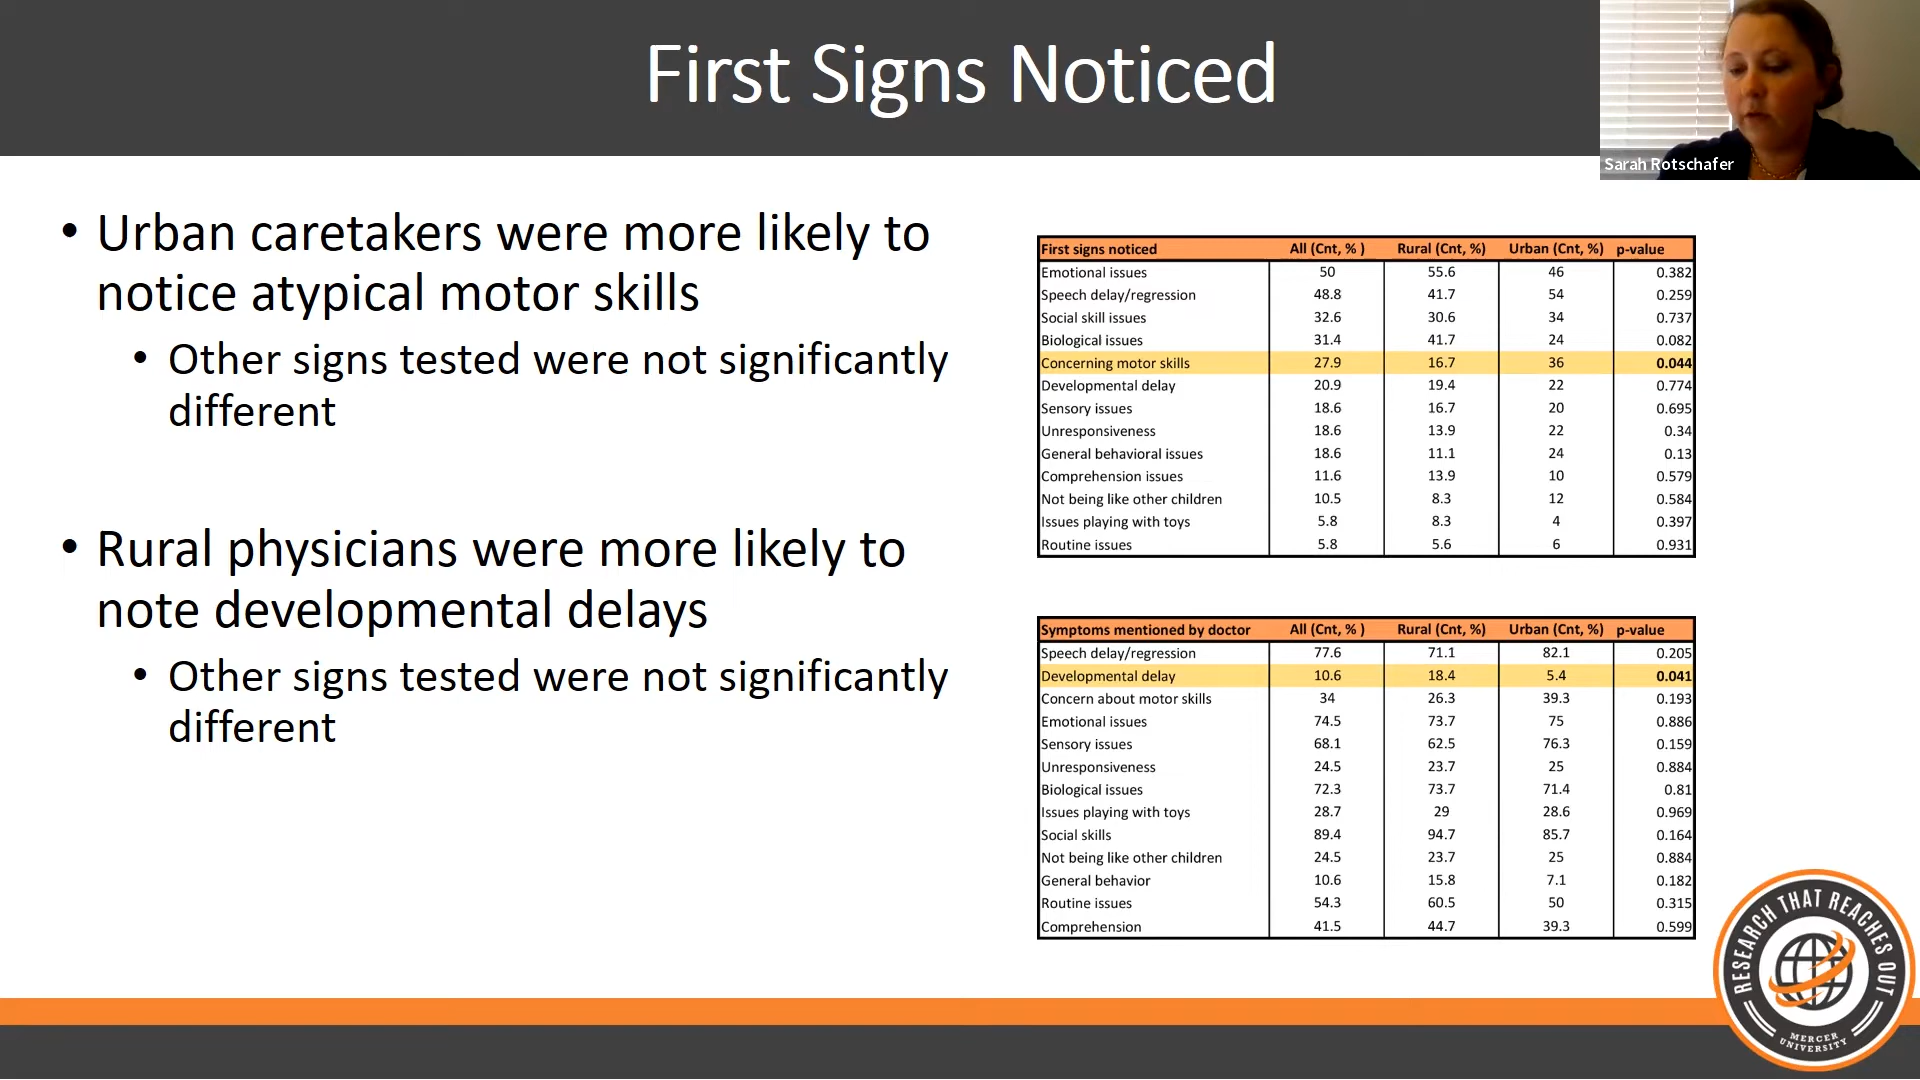 First Signs Noticed
Sarah Rotschafer
• Urban caretakers were more likely to
notice atypical motor skills
• Other signs tested were not significantly
different
• Rural physicians were more likely to
note developmental delays
• Other signs tested were not significantly
different
First signs noticed All (Cnt, % ) Rural (Cnt, %) Urban (Cnt, %) p-value
Emotional issues 50 55.6 46 0.382
Speech delay/regression 48.8 41.7 54 0.259
Social skill issues 32.6 30.6 34 0.737
Biological issues 31.4 41.7 24 0.082
Concerning motor skills 27.9 16.7 36 0.044
Developmental delay 20.9 19.4 22 0.774
Sensory issues 18.6 16.7 20 0.695
Unresponsiveness 18.6 13.9 22 0.34
General behavioral issues 18.6 11.1 24 0.13
Comprehension issues 11.6 13.9 10 0.579
Not being like other children 10.5 8.3 12 0.584
Issues playing with toys 5.8 8.3 4 0.397
Routine issues 5.8 5.6 6 0.931
Symptoms mentioned by doctor All (Cnt, % ) Rural (Cnt, %) Urban (Cnt, %) p-value
Speech delay/regression 77.6 71.1 82.1 0.205
Developmental delay 10.6 18.4 5.4 0.041
Concern about motor skills 34 26.3 39.3 0.193
Emotional issues 74.5 73.7 75 0.886
Sensory issues 68.1 62.5 76.3 0.159
Unresponsiveness 24.5 23.7 25 0.884
Biological issues 72.3 73.7 71.4 0.81
Issues playing with toys 28.7 29 28.6 0.969
Social skills 89.4 94.7 85.7 0.164
Not being like other children 24.5 23.7 25 0.884
General behavior 10.6 15.8 7.1 0.182
Routine issues 54.3 60.5 50 0.315
Comprehension 41.5 44.7 39.3 0.599
RESEARCH THAT REACHES OUT
MERCER
UNIVERSITY